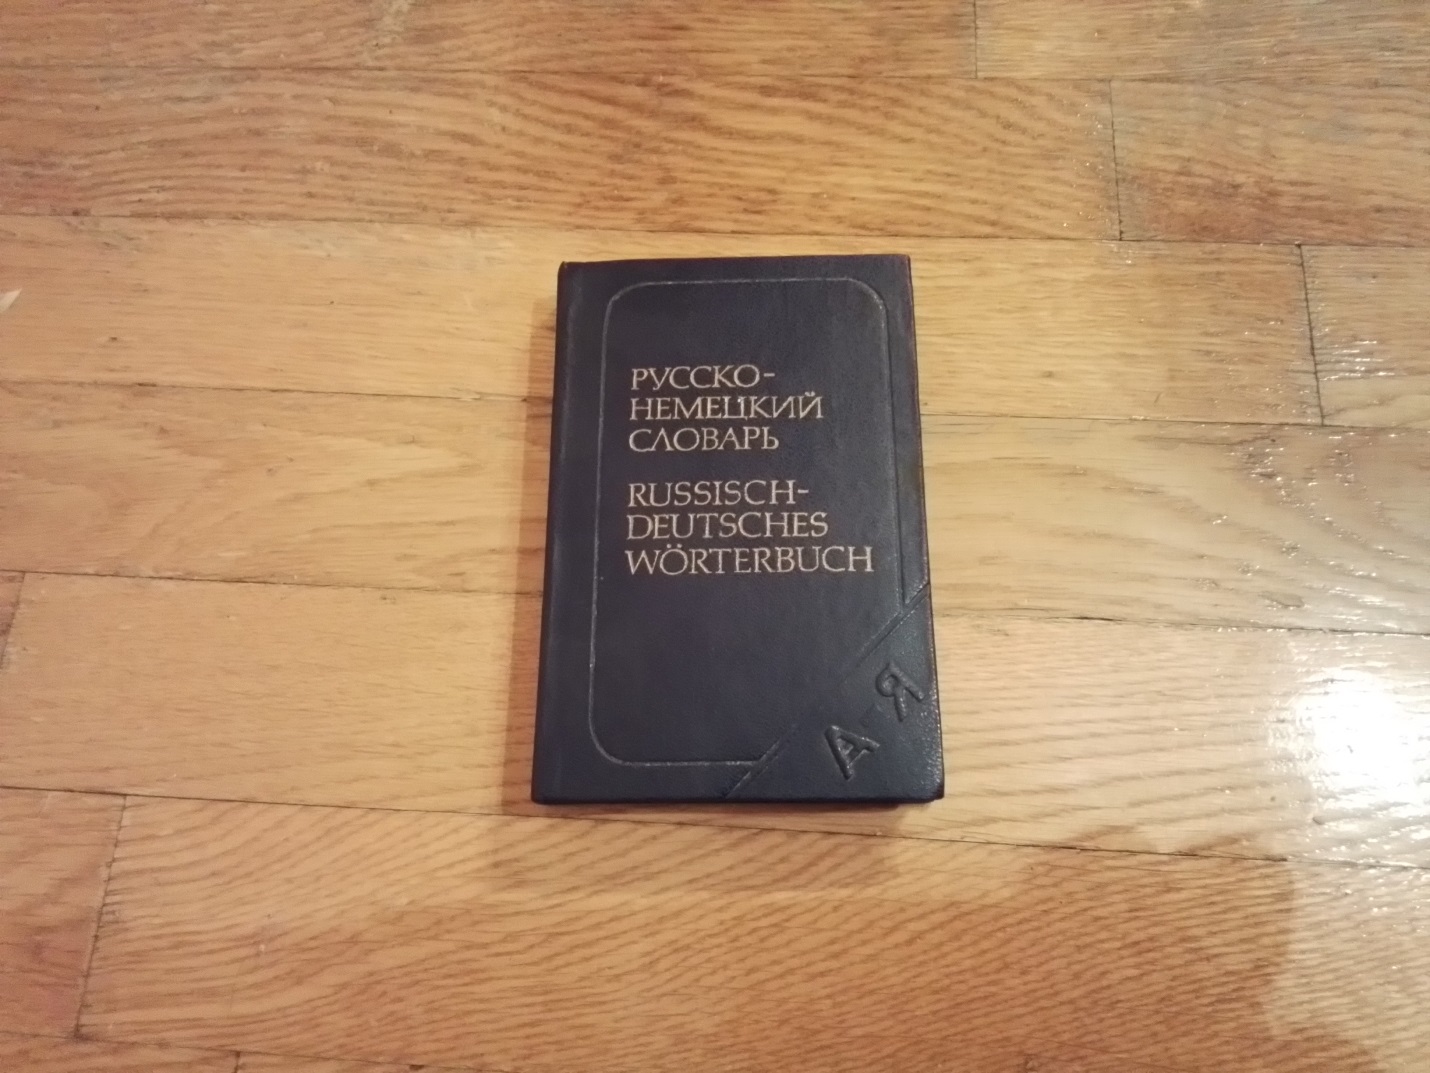 РУССКО-
НЕМЕЦКИЙ
СЛОВАРЬ
RUSSISCH-
DEUTSCHES
WÖRTERBUCH
А-Я